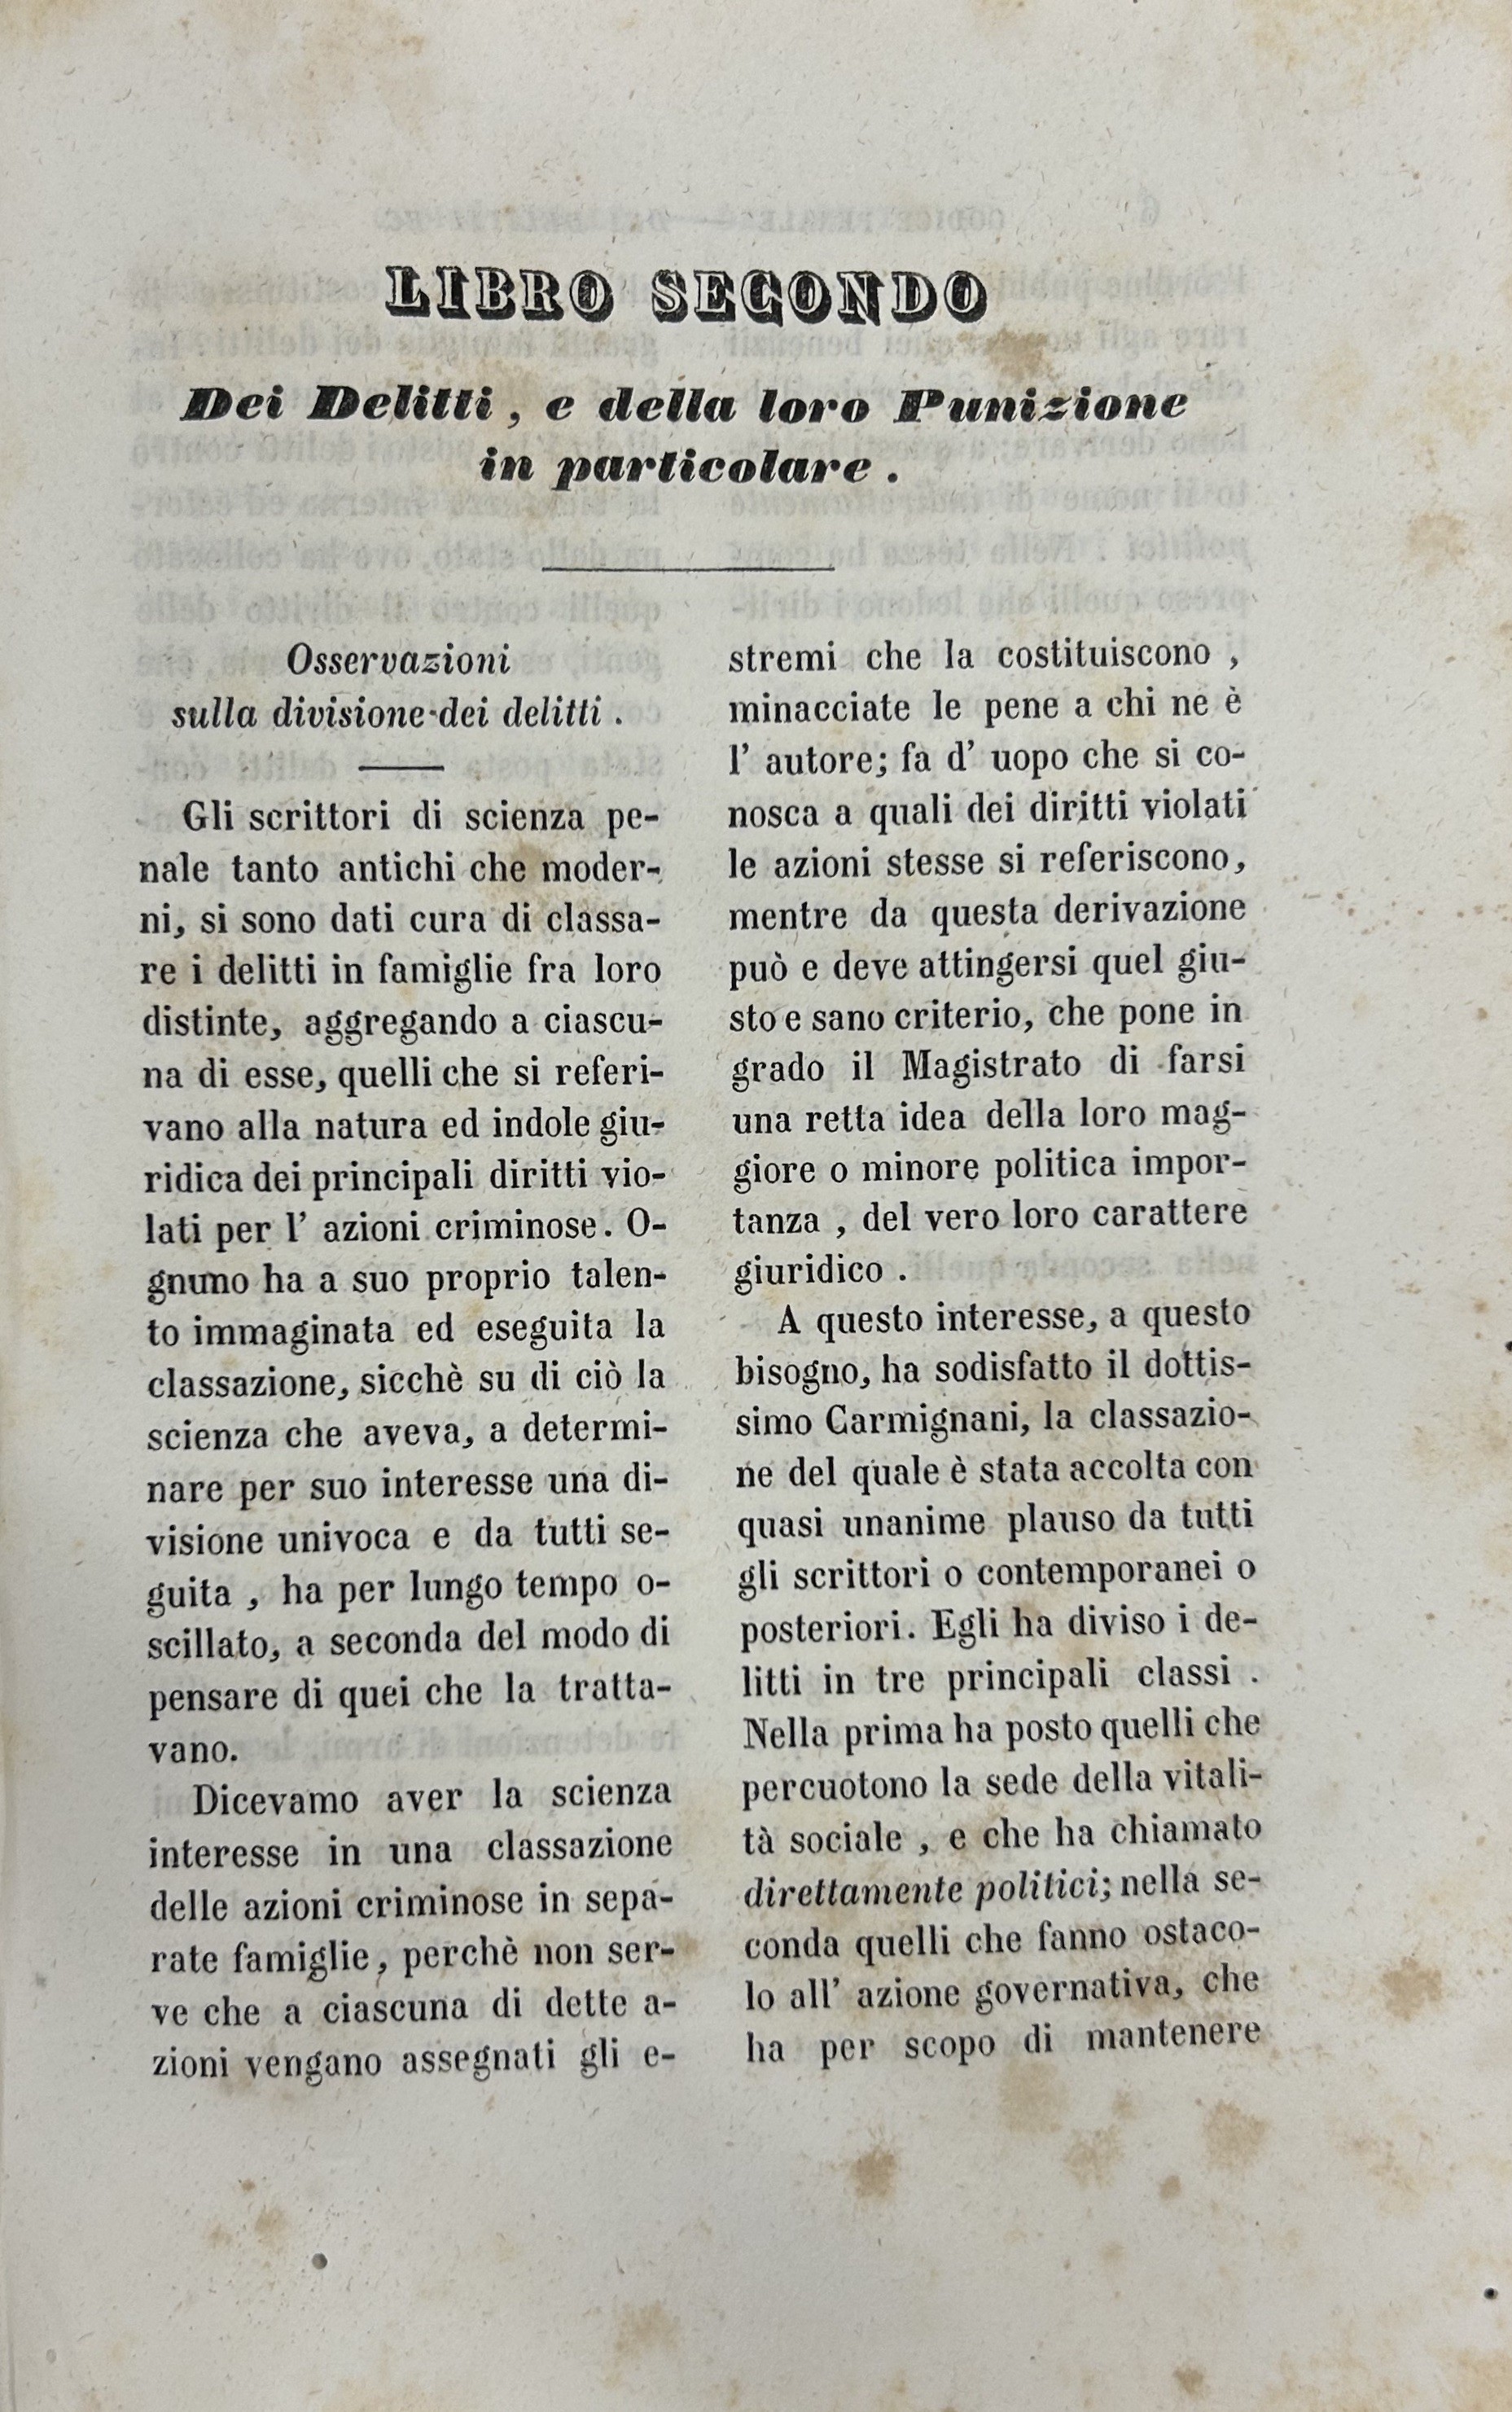 LIBRO SECONDO
Dei Delitti, e della loro Punizione
in particolare.
Osservazioni
sulla divisione dei delitti.
Gli scrittori di scienza pe-
nale tanto antichi che moder-
ni, si sono dati cura di classa-
re i delitti in famiglie fra loro
distinte, aggregando a ciascu-
na di esse, quelli che si referi-
vano alla natura ed indole giu-
ridica dei principali diritti vio-
lati per l' azioni criminose. O-
gnuno ha a suo proprio talen-
to immaginata ed eseguita la
classazione, sicchè su di ciò la
scienza che aveva, a determi-
nare per suo interesse una di-
visione univoca e da tutti se-
guita, ha per lungo tempo o-
scillato, a seconda del modo di
pensare di quei che la tratta-
vano.
Dicevamo aver la scienza
interesse in una classazione
delle azioni criminose in sepa-
rate famiglie, perchè non ser-
ve che a ciascuna di dette a-
zioni vengano assegnati gli e-
stremi che la costituiscono,
minacciate le pene a chi ne è
l' autore; fa d' uopo che si co-
nosca a quali dei diritti violati
le azioni stesse si referiscono,
mentre da questa derivazione
può e deve attingersi quel giu-
sto e sano criterio, che pone in
grado il Magistrato di farsi
una retta idea della loro mag-
giore o minore politica impor-
tanza, del vero loro carattere
giuridico.
A questo interesse, a questo
bisogno, ha sodisfatto il dottis-
simo Carmignani, la classazio-
ne del quale è stata accolta con
quasi unanime plauso da tutti
gli scrittori o contemporanei o
posteriori. Egli ha diviso i de-
litti in tre principali classi.
Nella prima ha posto quelli che
percuotono la sede della vitali-
tà sociale, e che ha chiamato
direttamente politici; nella se-
conda quelli che fanno ostaco-
lo all' azione governativa, che
ha per scopo di mantenere